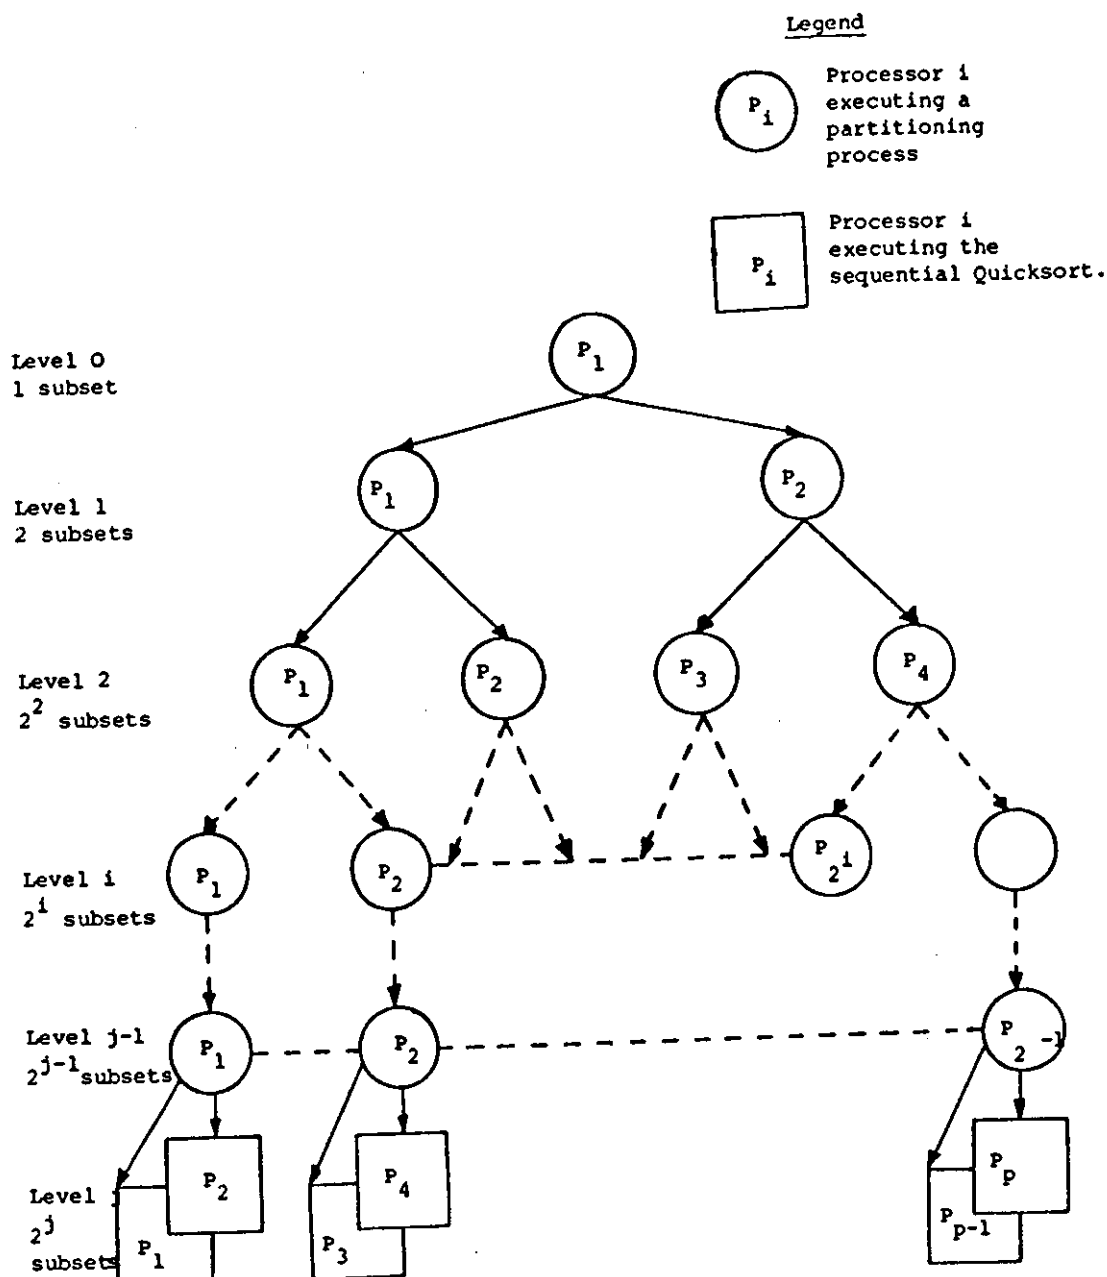 Legend
P_i
Processor i
executing a
partitioning
process
P_i
Processor i
executing the
sequential Quicksort.
Level 0
1 subset
P_1
Level 1
2 subsets
P_1
P_2
Level 2
2^2 subsets
P_1
P_2
P_3
P_4
Level i
2^i subsets
P_1
P_2
P_2^i
Level j-1
2^j-1 subsets
P_1
P_2
P_2 -1
Level
2^j
subsets
P_2
P_1
P_4
P_3
P_p
P_p-1